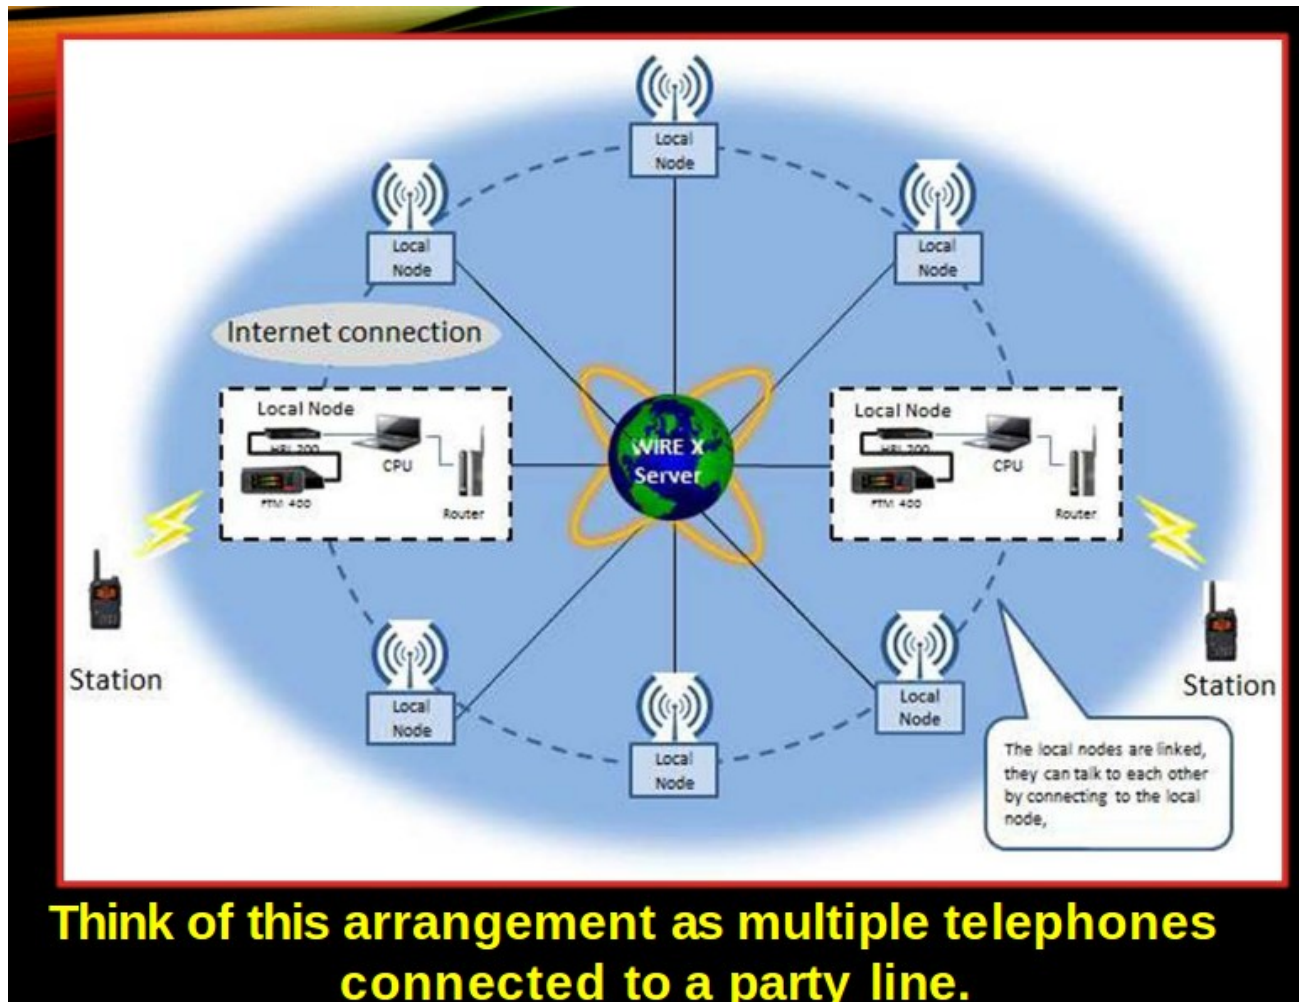 Local
Node
Local
Node
Local
Node
Internet connection
Local Node
CPU
Router
WIRE X
Server
Local Node
CPU
Router
Station
Station
Local
Node
Local
Node
Local
Node
The local nodes are linked,
they can talk to each other
by connecting to the local
node,
Think of this arrangement as multiple telephones
connected to a party line.